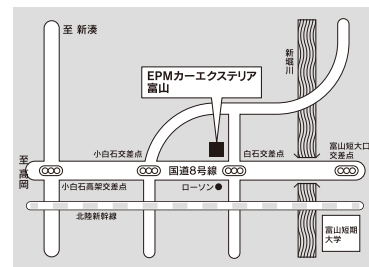 至 新湊
新堀川
EPMカーエクステリア
富山
小白石交差点
白石交差点
富山短大口
交差点
至高岡
国道8号線
小白石高架交差点
ローソン
北陸新幹線
富山短期
大学